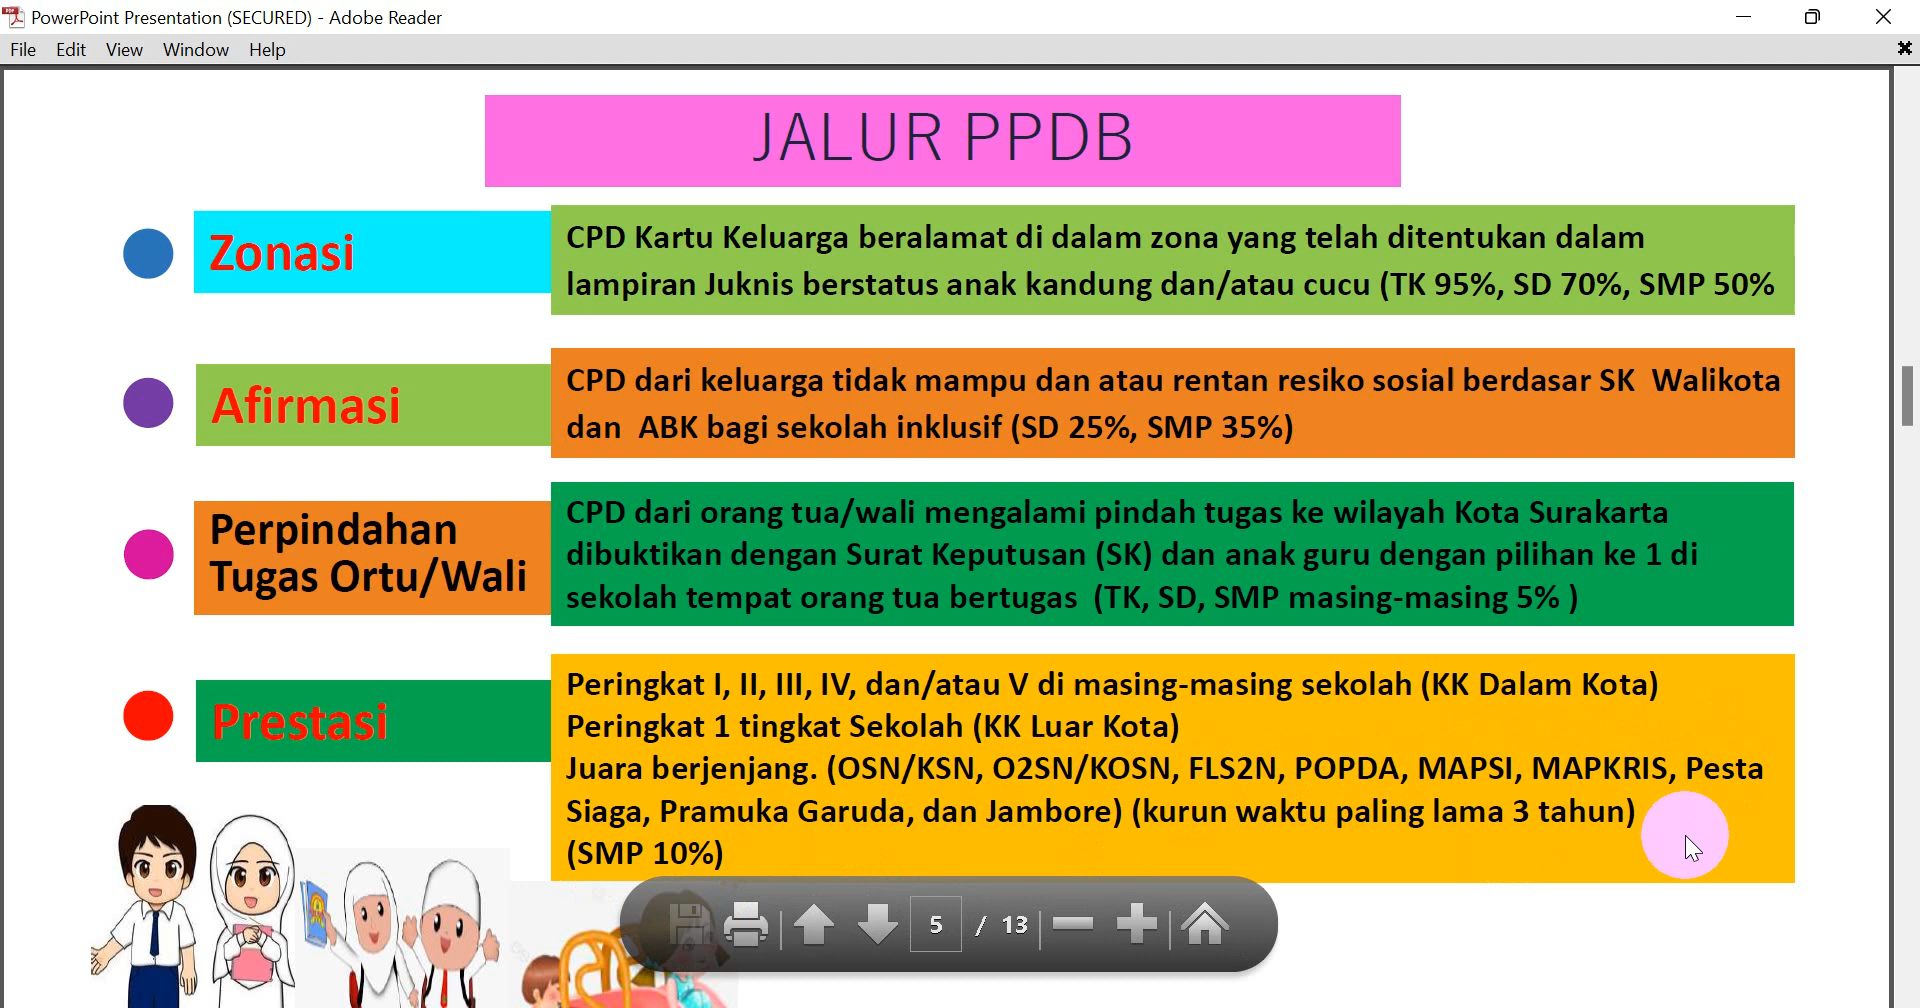 PowerPoint Presentation (SECURED) - Adobe Reader
File Edit View Window Help
JALUR PPDB
Zonasi
CPD Kartu Keluarga beralamat di dalam zona yang telah ditentukan dalam
lampiran Juknis berstatus anak kandung dan/atau cucu (TK 95%, SD 70%, SMP 50%
Afirmasi
CPD dari keluarga tidak mampu dan atau rentan resiko sosial berdasar SK Walikota
dan ABK bagi sekolah inklusif (SD 25%, SMP 35%)
Perpindahan
Tugas Ortu/Wali
CPD dari orang tua/wali mengalami pindah tugas ke wilayah Kota Surakarta
dibuktikan dengan Surat Keputusan (SK) dan anak guru dengan pilihan ke 1 di
sekolah tempat orang tua bertugas (TK, SD, SMP masing-masing 5% )
Prestasi
Peringkat I, II, III, IV, dan/atau V di masing-masing sekolah (KK Dalam Kota)
Peringkat 1 tingkat Sekolah (KK Luar Kota)
Juara berjenjang. (OSN/KSN, O2SN/KOSN, FLS2N, POPDA, MAPSI, MAPKRIS, Pesta
Siaga, Pramuka Garuda, dan Jambore) (kurun waktu paling lama 3 tahun)
(SMP 10%)
5 / 13